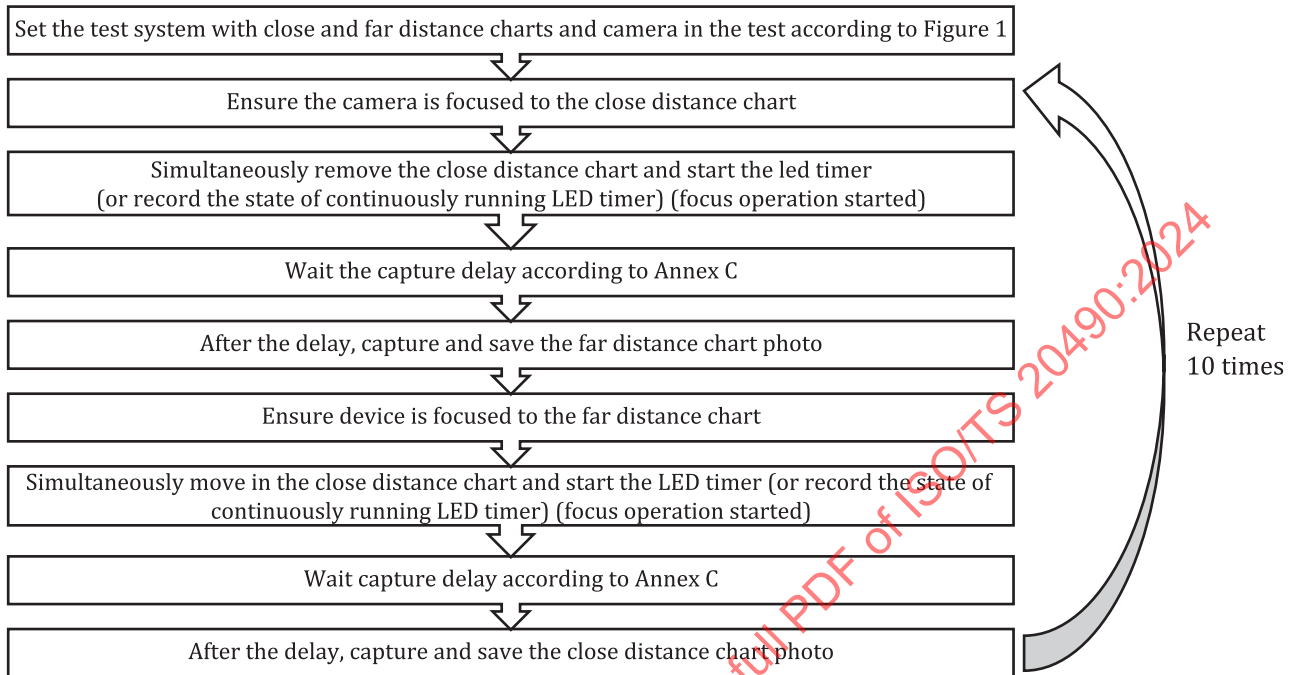 Set the test system with close and far distance charts and camera in the test according to Figure 1
Ensure the camera is focused to the close distance chart
Simultaneously remove the close distance chart and start the led timer
(or record the state of continuously running LED timer) (focus operation started)
Wait the capture delay according to Annex C
After the delay, capture and save the far distance chart photo
Ensure device is focused to the far distance chart
Simultaneously move in the close distance chart and start the LED timer (or record the state of
continuously running LED timer) (focus operation started)
Wait capture delay according to Annex C
After the delay, capture and save the close distance chart photo
Repeat
10 times
full PDF of ISO/TS 20490:2024